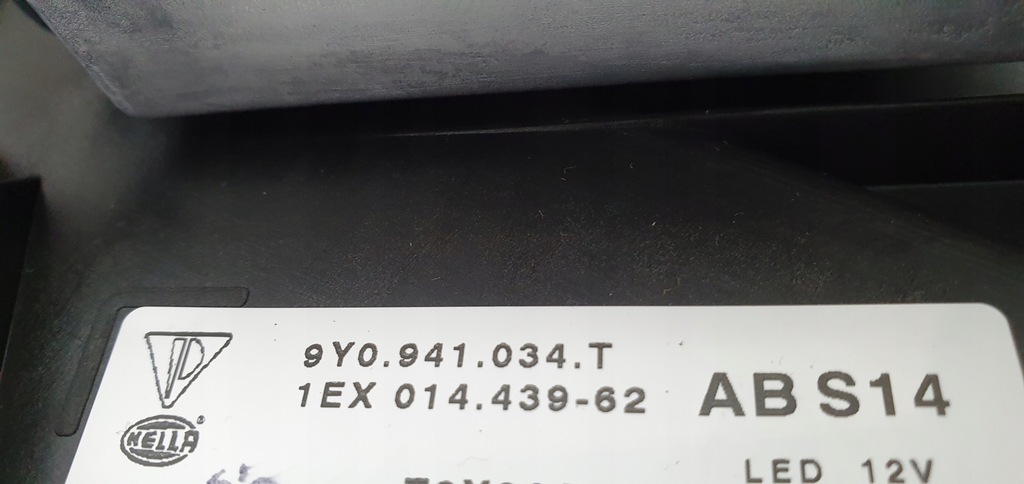 9Y0.941.034.T
1EX 014.439-62
AB S14
HELLA
LED 12V